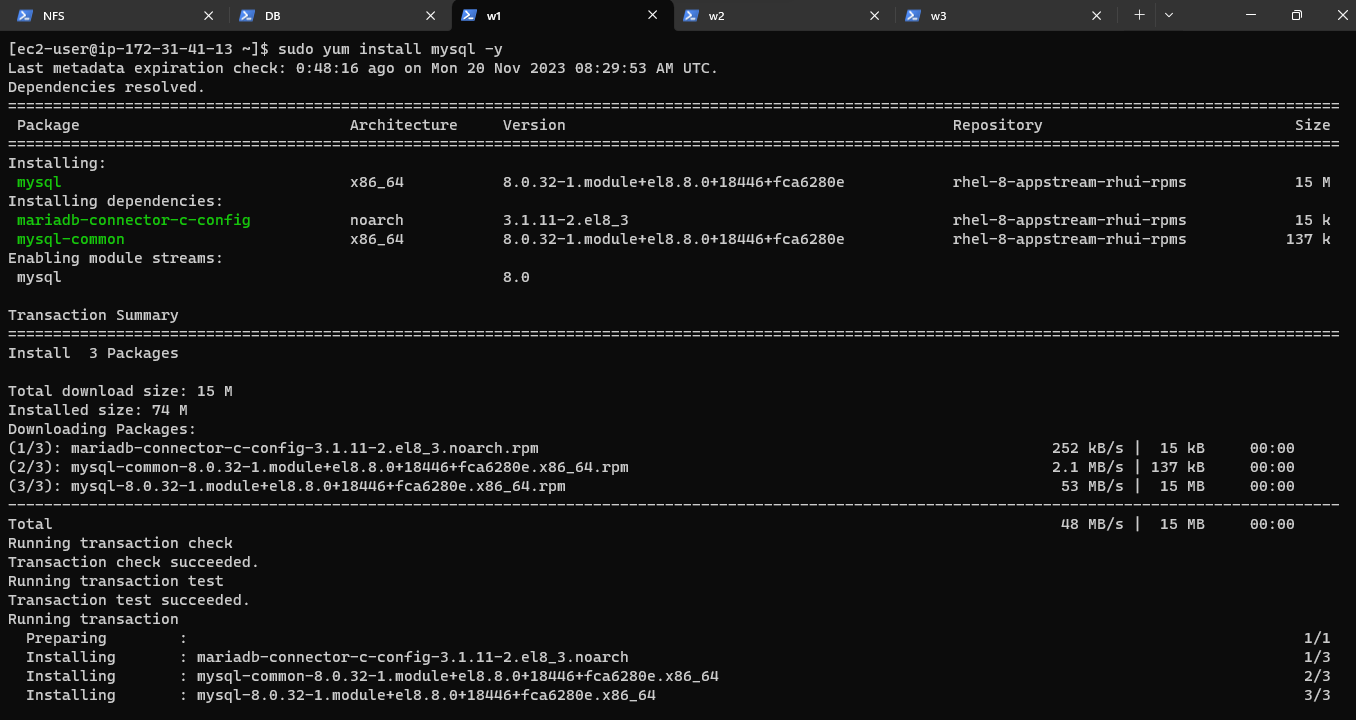 NFS DB w1 w2 w3
[ec2-user@ip-172-31-41-13 ~]$ sudo yum install mysql -y
Last metadata expiration check: 0:48:16 ago on Mon 20 Nov 2023 08:29:53 AM UTC.
Dependencies resolved.
Package Architecture Version Repository Size
Installing:
mysql x86_64 8.0.32-1.module+el8.8.0+18446+fca6280e rhel-8-appstream-rhui-rpms 15 M
Installing dependencies:
mariadb-connector-c-config noarch 3.1.11-2.el8_3 rhel-8-appstream-rhui-rpms 15 k
mysql-common x86_64 8.0.32-1.module+el8.8.0+18446+fca6280e rhel-8-appstream-rhui-rpms 137 k
Enabling module streams:
mysql 8.0
Transaction Summary
Install 3 Packages
Total download size: 15 M
Installed size: 74 M
Downloading Packages:
(1/3): mariadb-connector-c-config-3.1.11-2.el8_3.noarch.rpm 252 kB/s | 15 kB 00:00
(2/3): mysql-common-8.0.32-1.module+el8.8.0+18446+fca6280e.x86_64.rpm 2.1 MB/s | 137 kB 00:00
(3/3): mysql-8.0.32-1.module+el8.8.0+18446+fca6280e.x86_64.rpm 53 MB/s | 15 MB 00:00
Total 48 MB/s | 15 MB 00:00
Running transaction check
Transaction check succeeded.
Running transaction test
Transaction test succeeded.
Running transaction
Preparing : 1/1
Installing : mariadb-connector-c-config-3.1.11-2.el8_3.noarch 1/3
Installing : mysql-common-8.0.32-1.module+el8.8.0+18446+fca6280e.x86_64 2/3
Installing : mysql-8.0.32-1.module+el8.8.0+18446+fca6280e.x86_64 3/3